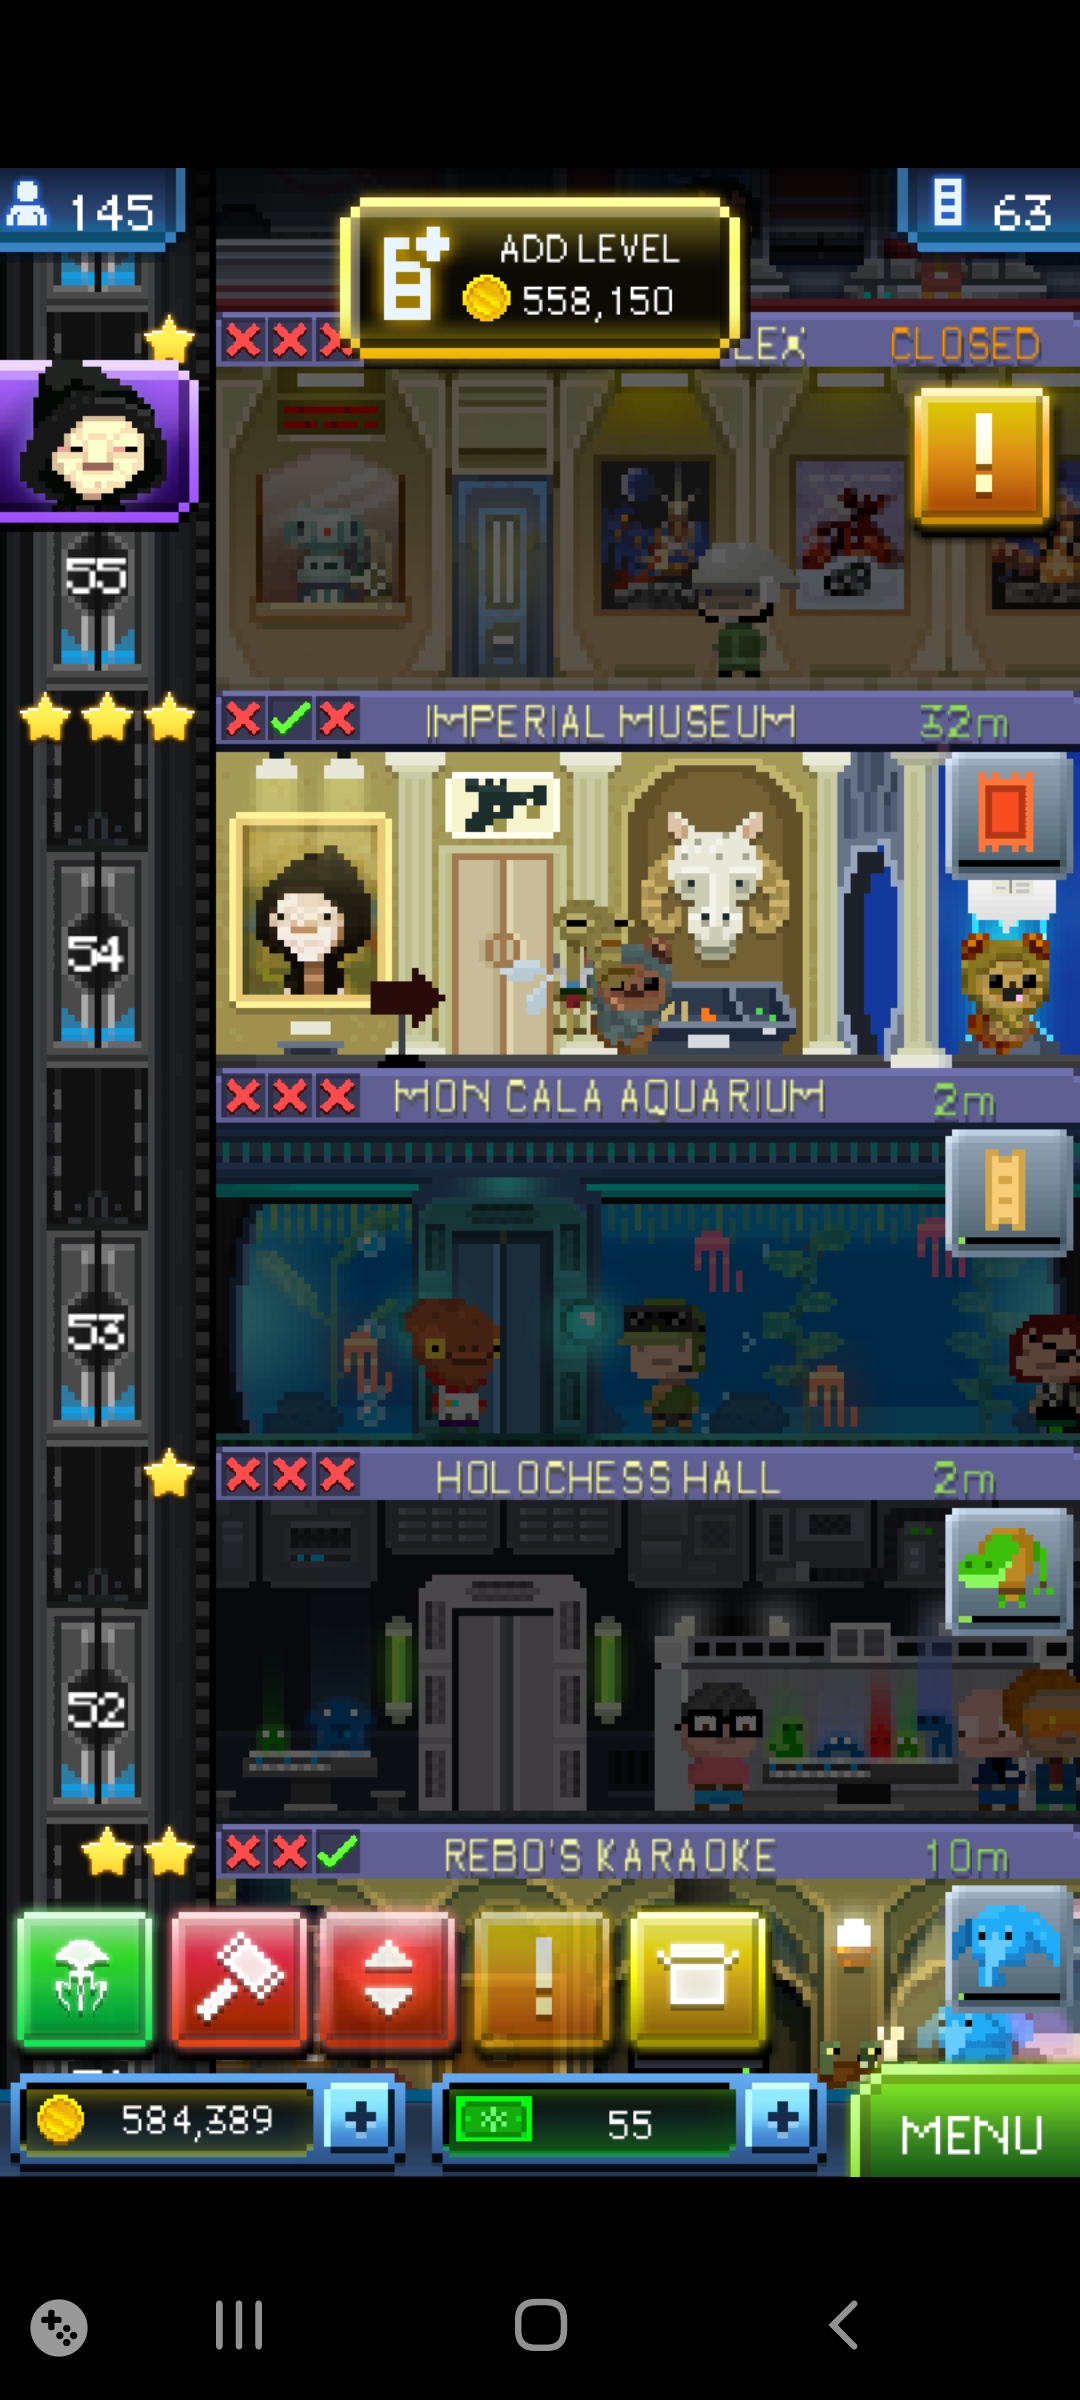 145
ADD LEVEL
558,150
63
LEX CLOSED
55
IMPERIAL MUSEUM 32m
54
MON CALA AQUARIUM 2m
53
HOLOCHESS HALL 2m
52
REBO'S KARAOKE 10m
584,389
55
MENU